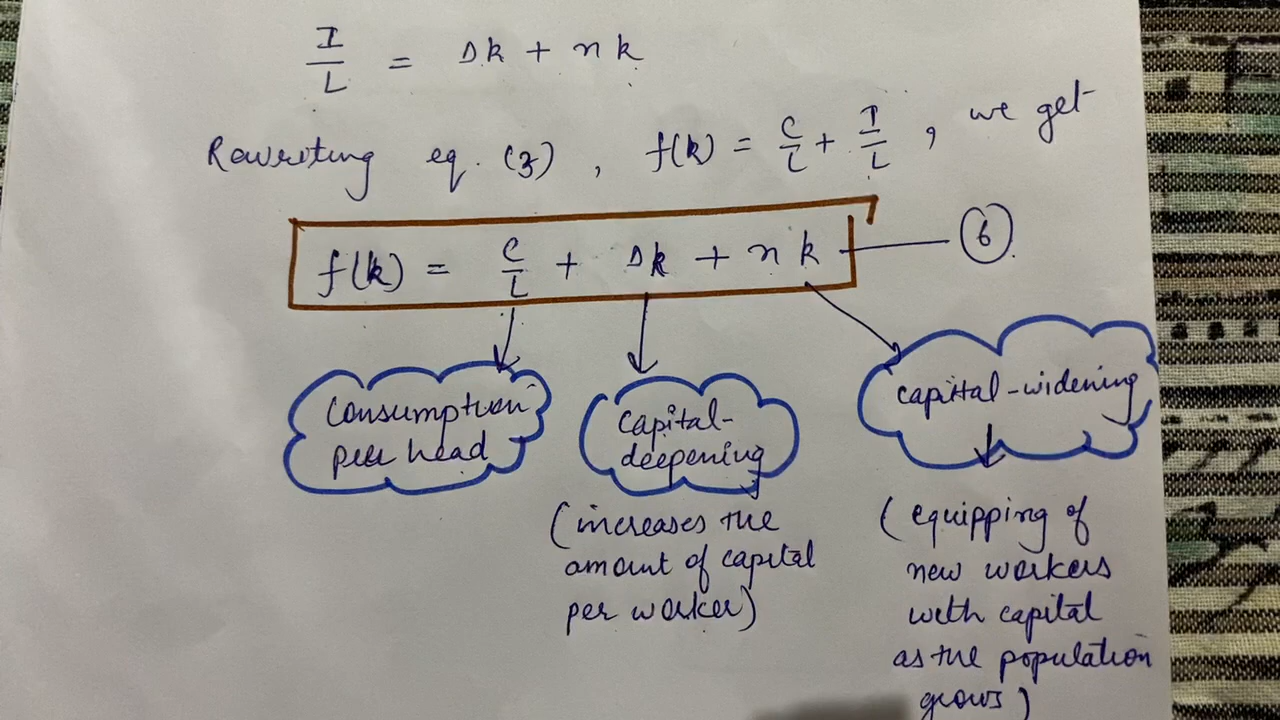 I/L = Δk + nk
Rewriting eq. (3), f(k) = C/L + I/L, we get
f(k) = C/L + Δk + nk — 6
Consumption
per head
Capital-
deepening
(increases the
amount of capital
per worker)
capital-widening
(equipping of
new workers
with capital
as the population
grows)